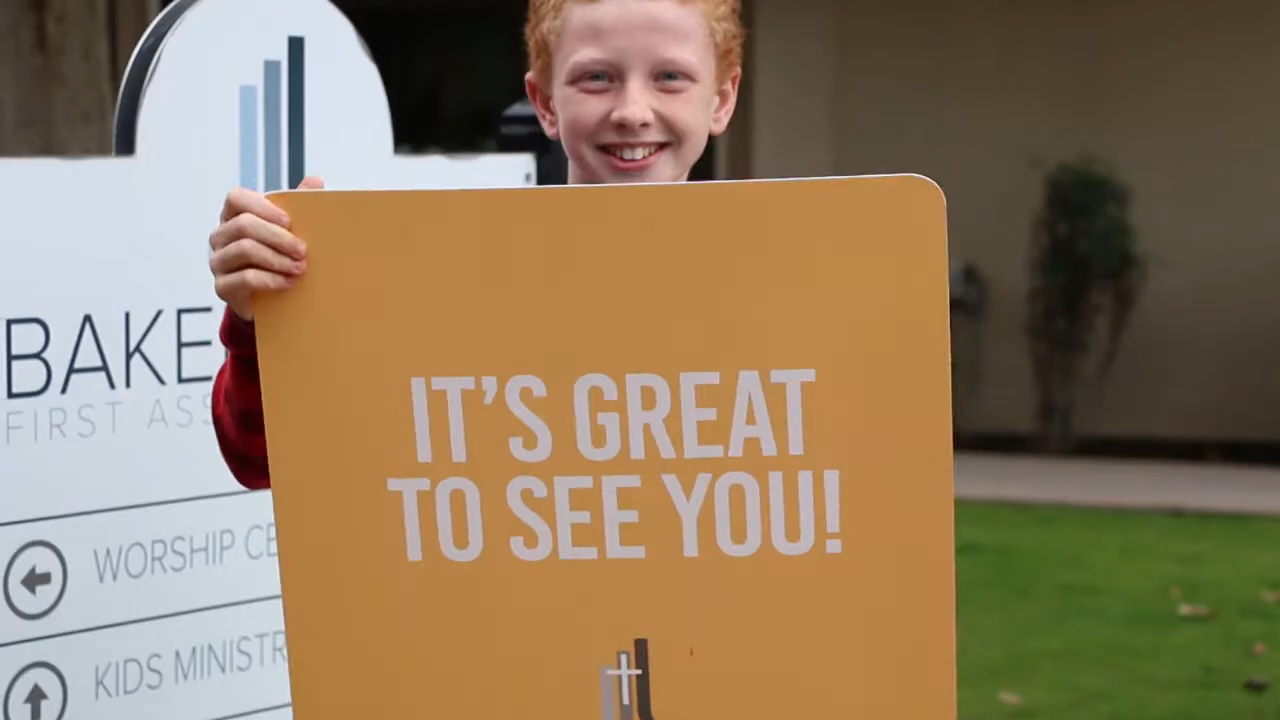 BAKE
FIRST ASS
WORSHIP CE
KIDS MINISTR
IT'S GREAT
TO SEE YOU!